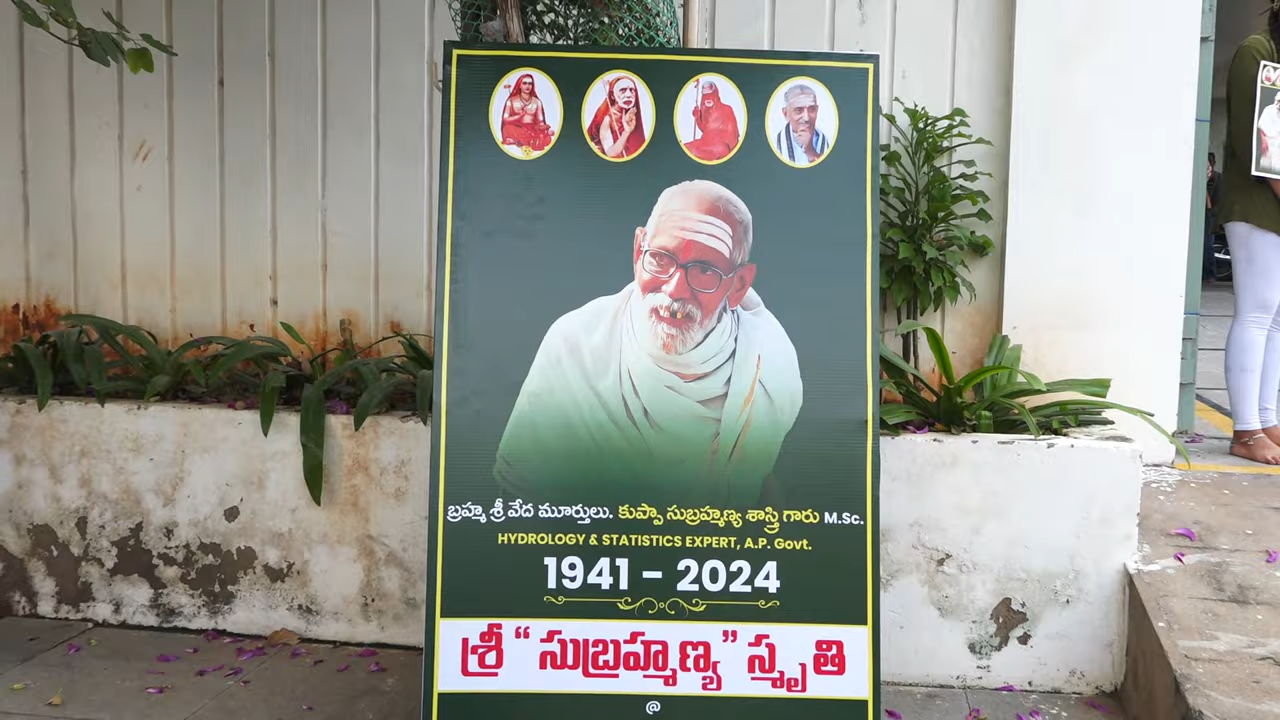 బ్రహ్మ శ్రీ వేద మూర్తులు. కుప్పా సుబ్రహ్మణ్య శాస్త్రి గారు M.Sc.
HYDROLOGY & STATISTICS EXPERT, A.P. Govt.
1941 - 2024
శ్రీ “సుబ్రహ్మణ్య” స్మృతి
@